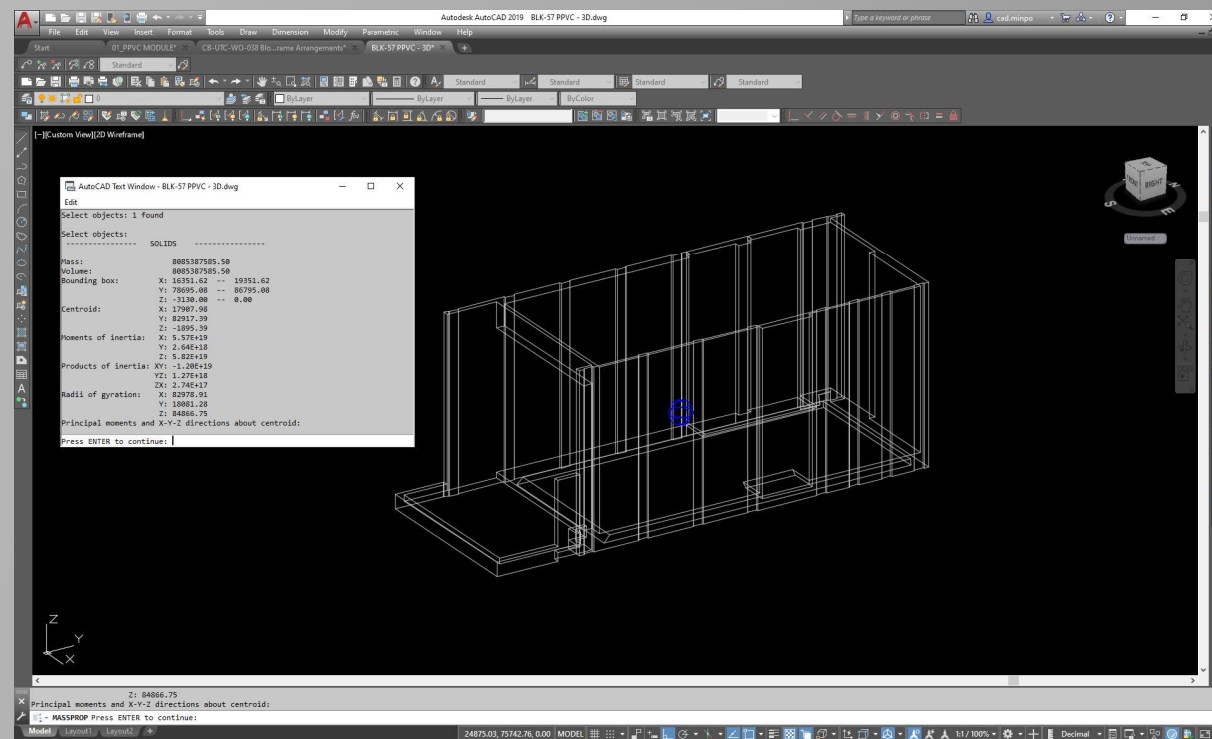 Autodesk AutoCAD 2019   BLK-57 PPVC - 3D.dwg
Type a keyword or phrase
cad.minpo
File Edit View Insert Format Tools Draw Dimension Modify Parametric Window Help
Start
01_PPVC MODULE*
CB-UTC-WO-038 Blo...rame Arrangements*
BLK-57 PPVC - 3D*
Standard
Standard Standard Standard Standard
0 ByLayer ByLayer ByLayer ByColor
[-][Custom View][2D Wireframe]
AutoCAD Text Window - BLK-57 PPVC - 3D.dwg
Edit
Select objects: 1 found
Select objects:
---------------- SOLIDS ----------------
Mass: 8085387585.50
Volume: 8085387585.50
Bounding box: X: 16351.62 -- 19351.62
Y: 78695.08 -- 86795.08
Z: -3130.00 -- 0.00
Centroid: X: 17907.98
Y: 82917.39
Z: -1895.39
Moments of inertia: X: 5.57E+19
Y: 2.64E+18
Z: 5.82E+19
Products of inertia: XY: -1.20E+19
YZ: 1.27E+18
ZX: 2.74E+17
Radii of gyration: X: 82978.91
Y: 18081.28
Z: 84866.75
Principal moments and X-Y-Z directions about centroid:
Press ENTER to continue:
RIGHT
S
E
Unnamed
Z
Y
X
Z: 84866.75
Principal moments and X-Y-Z directions about centroid:
MASSPROP Press ENTER to continue:
Model Layout1 Layout2 +
24875.03, 75742.76, 0.00 MODEL 1:1 / 100% Decimal